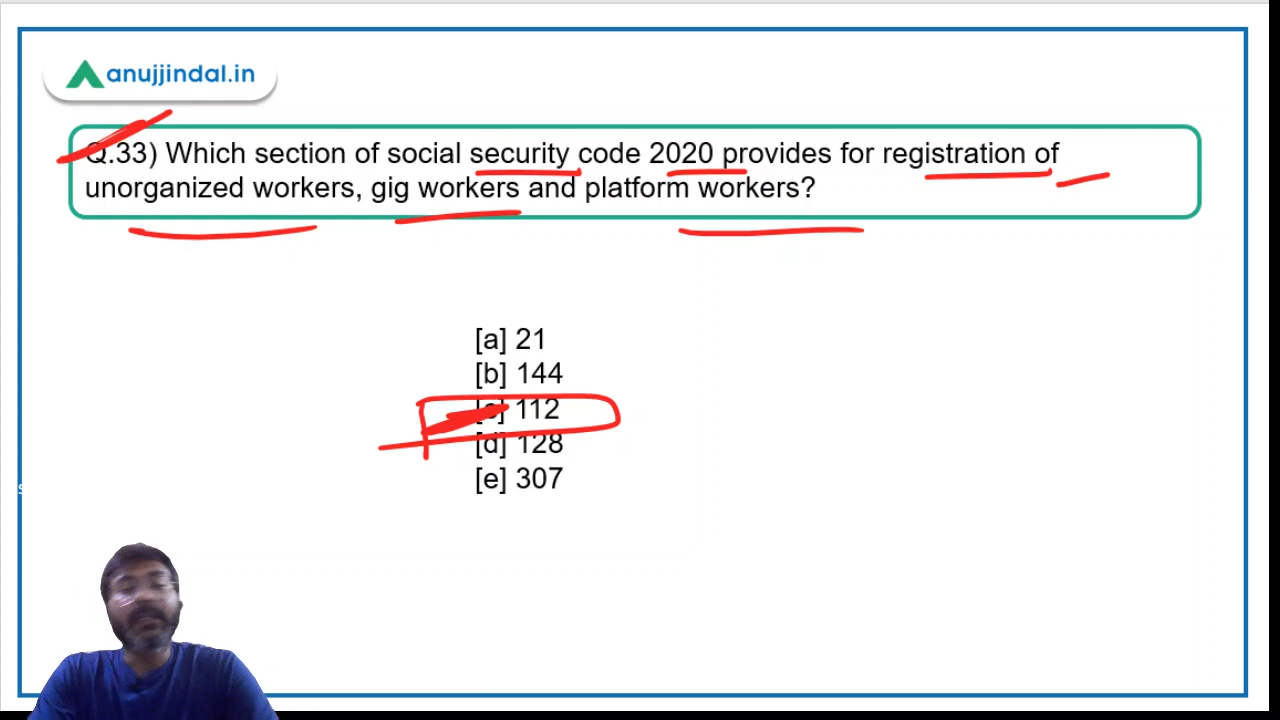 anujjindal.in
Q.33) Which section of social security code 2020 provides for registration of
unorganized workers, gig workers and platform workers?
[a] 21
[b] 144
[c] 112
[d] 128
[e] 307